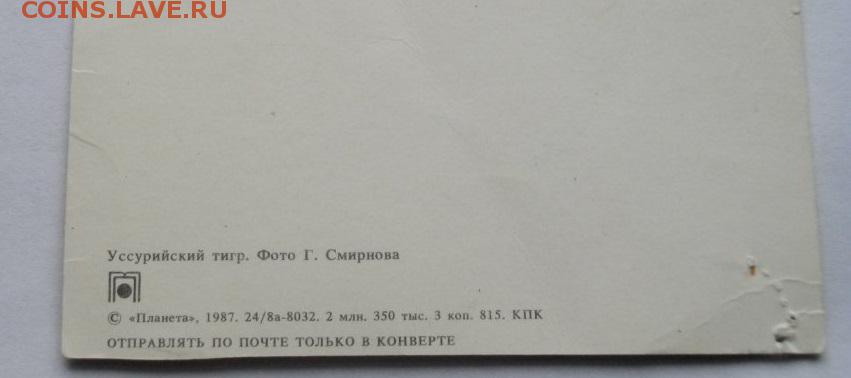 COINS.LAVE.RU
Уссурийский тигр. Фото Г. Смирнова
© «Планета», 1987. 24/8а-8032. 2 млн. 350 тыс. 3 коп. 815. КПК
ОТПРАВЛЯТЬ ПО ПОЧТЕ ТОЛЬКО В КОНВЕРТЕ